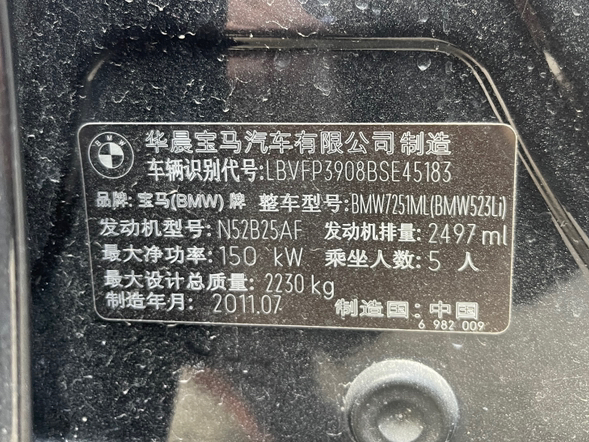 华晨宝马汽车有限公司 制造
车辆识别代号:LBVFP3908BSE45183
品牌: 宝马(BMW) 牌 整车型号:BMW7251ML(BMW523Li)
发动机型号: N52B25AF 发动机排量: 2497 ml
最大净功率: 150 kW 乘坐人数: 5 人
最大设计总质量: 2230 kg
制造年月: 2011.07 制造国: 中国
6 982 009